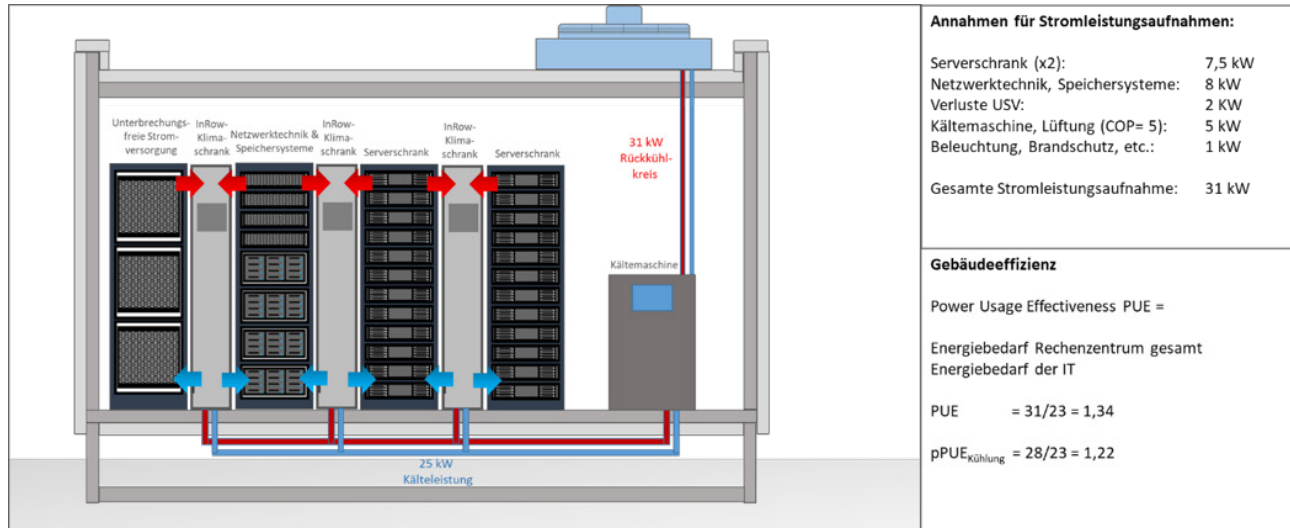 Unterbrechungs-
freie Strom-
versorgung
InRow-
Klima-
schrank
Netzwerktechnik &
Speichersysteme
InRow-
Klima-
schrank
Serverschrank
InRow-
Klima-
schrank
Serverschrank
31 kW
Rückkühl-
kreis
Kältemaschine
25 kW
Kälteleistung
Annahmen für Stromleistungsaufnahmen:
Serverschrank (x2): 7,5 kW
Netzwerktechnik, Speichersysteme: 8 kW
Verluste USV: 2 KW
Kältemaschine, Lüftung (COP= 5): 5 kW
Beleuchtung, Brandschutz, etc.: 1 kW
Gesamte Stromleistungsaufnahme: 31 kW
Gebäudeeffizienz
Power Usage Effectiveness PUE =
Energiebedarf Rechenzentrum gesamt
Energiebedarf der IT
PUE = 31/23 = 1,34
pPUEKühlung = 28/23 = 1,22